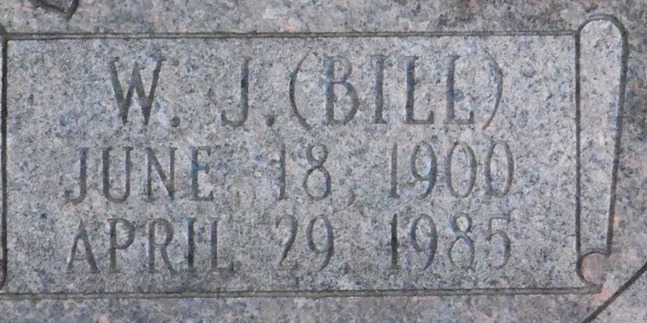 W. J. (BILL)
JUNE 18, 1900
APRIL 29, 1985